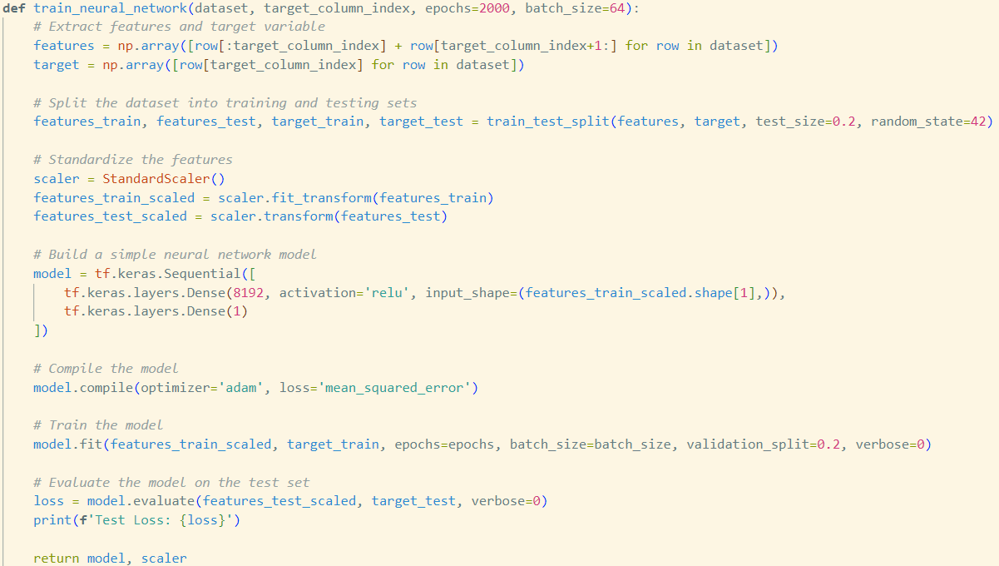 def train_neural_network(dataset, target_column_index, epochs=2000, batch_size=64):
    # Extract features and target variable
    features = np.array([row[:target_column_index] + row[target_column_index+1:] for row in dataset])
    target = np.array([row[target_column_index] for row in dataset])

    # Split the dataset into training and testing sets
    features_train, features_test, target_train, target_test = train_test_split(features, target, test_size=0.2, random_state=42)

    # Standardize the features
    scaler = StandardScaler()
    features_train_scaled = scaler.fit_transform(features_train)
    features_test_scaled = scaler.transform(features_test)

    # Build a simple neural network model
    model = tf.keras.Sequential([
        tf.keras.layers.Dense(8192, activation='relu', input_shape=(features_train_scaled.shape[1],)),
        tf.keras.layers.Dense(1)
    ])

    # Compile the model
    model.compile(optimizer='adam', loss='mean_squared_error')

    # Train the model
    model.fit(features_train_scaled, target_train, epochs=epochs, batch_size=batch_size, validation_split=0.2, verbose=0)

    # Evaluate the model on the test set
    loss = model.evaluate(features_test_scaled, target_test, verbose=0)
    print(f'Test Loss: {loss}')

    return model, scaler